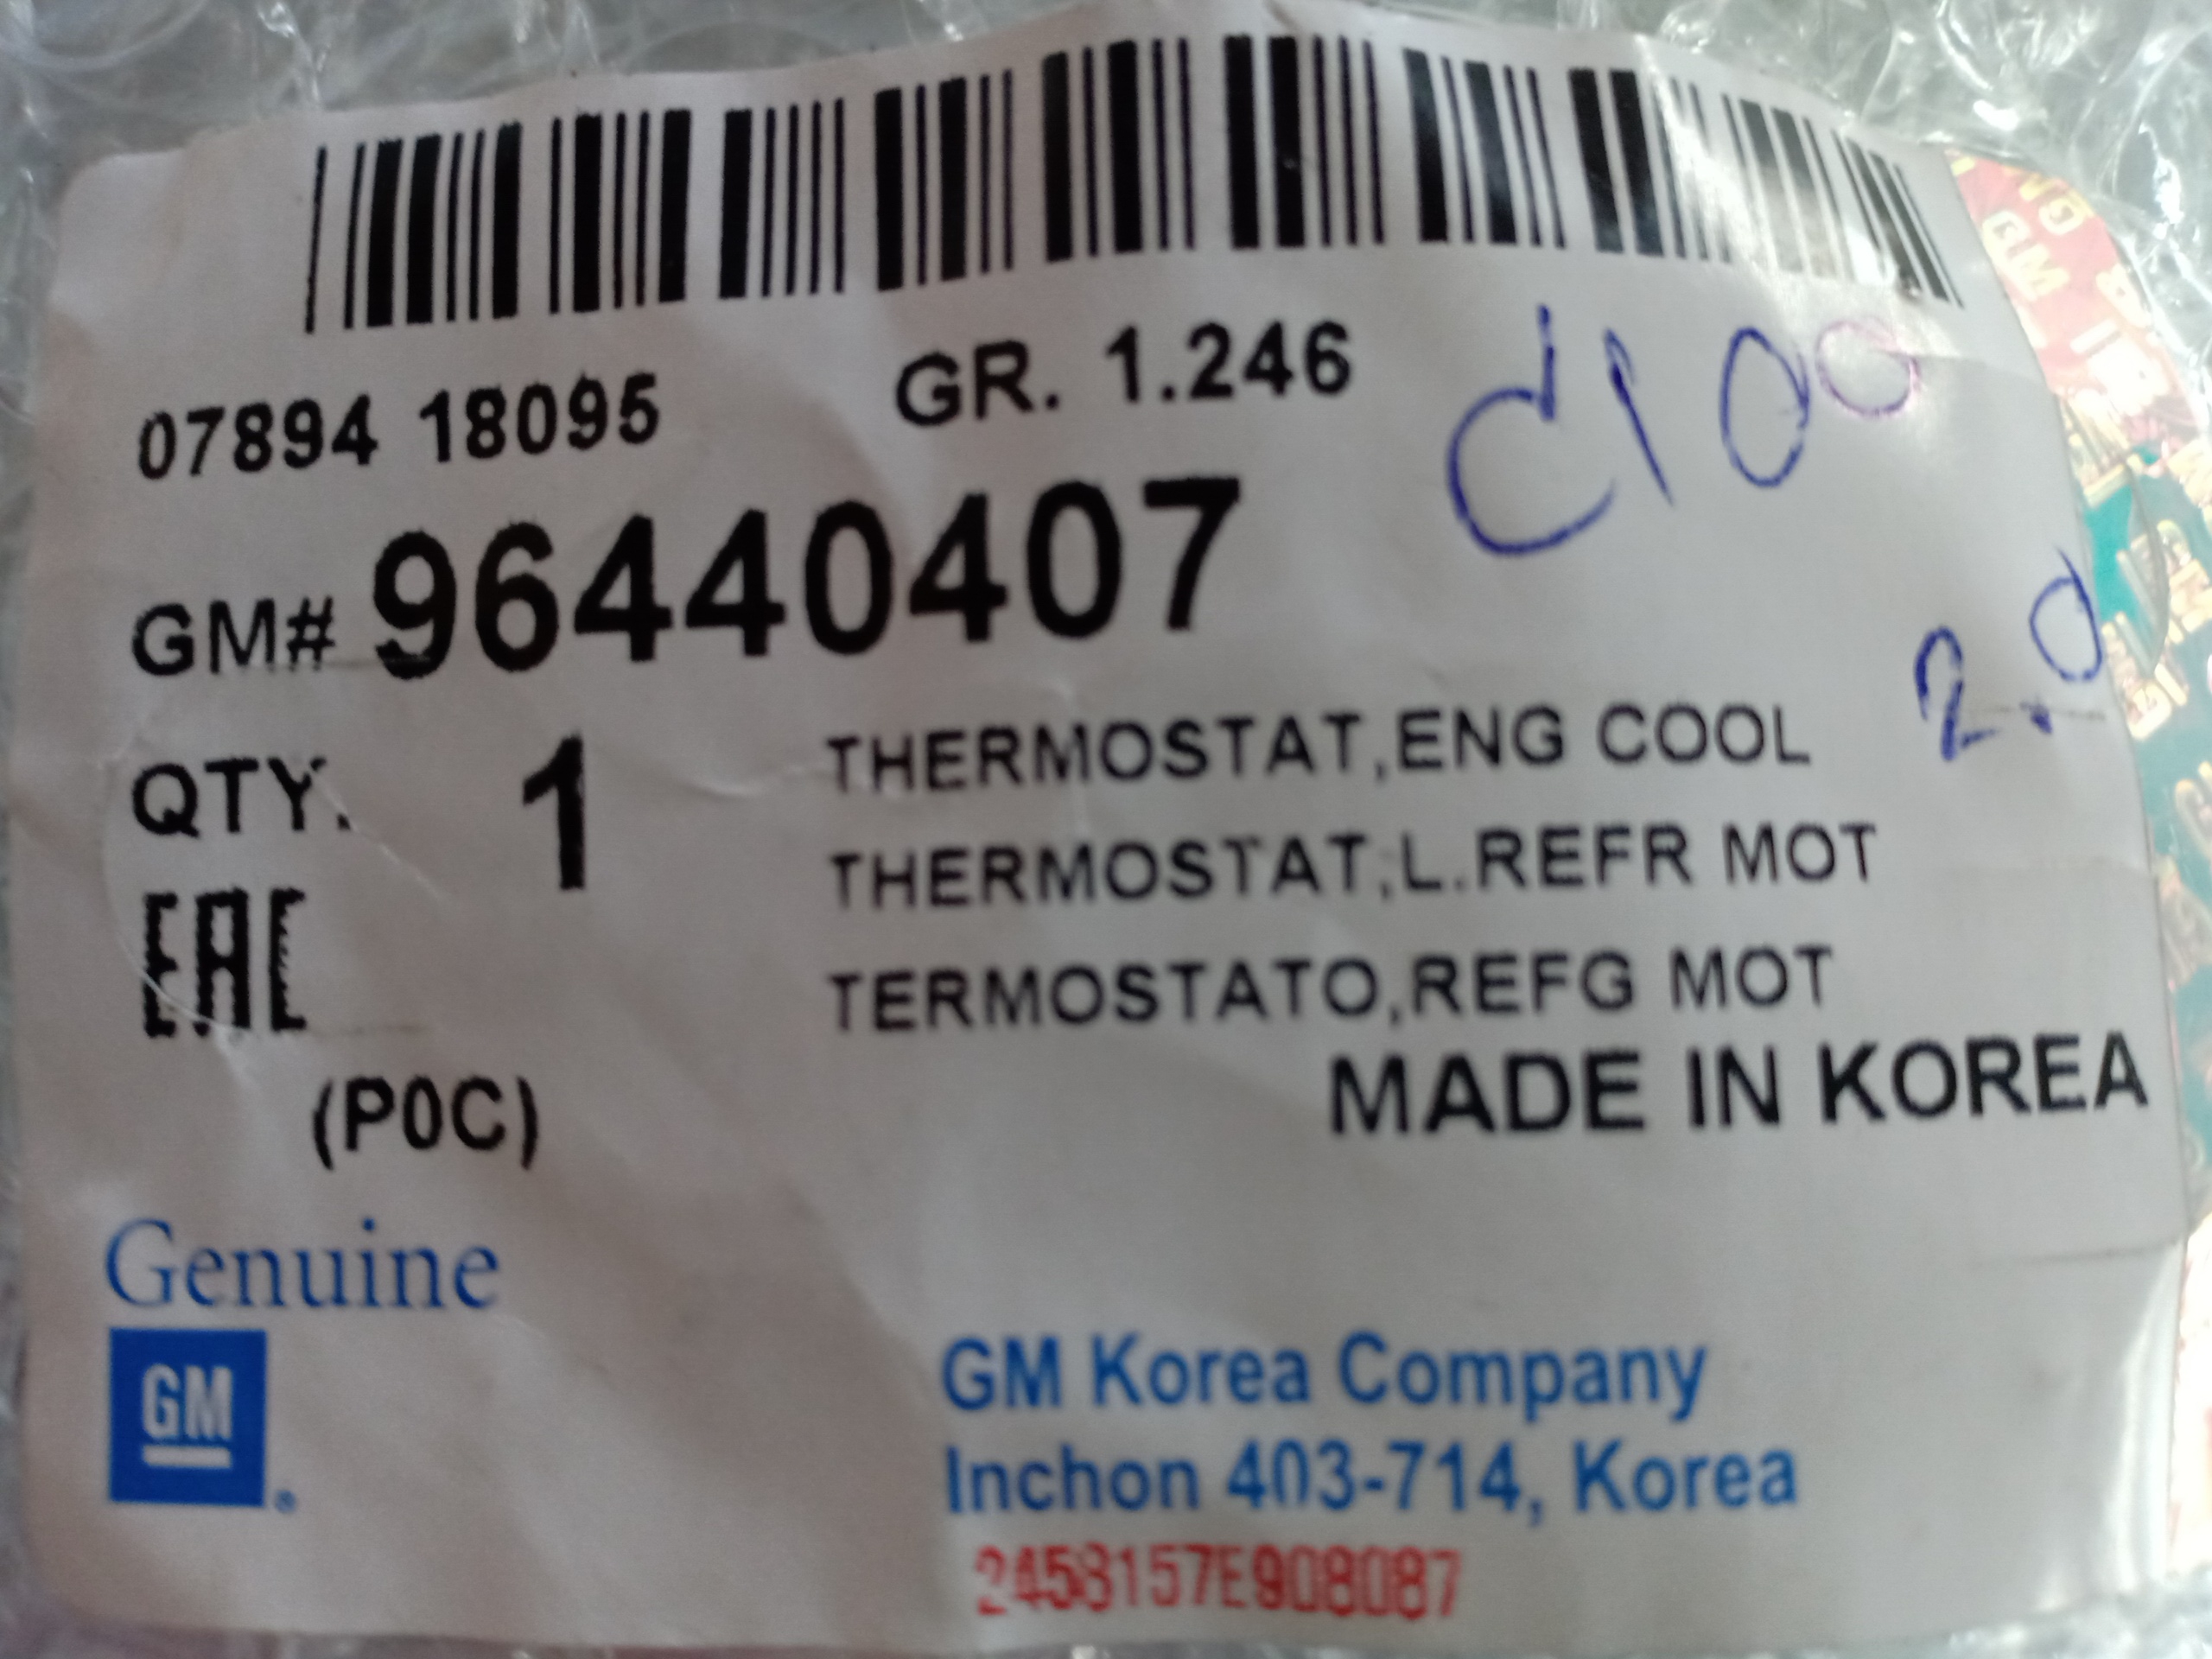 07894 18095 GR. 1.246
c100
GM# 96440407
2.0
QTY. 1 THERMOSTAT,ENG COOL
THERMOSTAT,L.REFR MOT
EAC
TERMOSTATO,REFG MOT
MADE IN KOREA
(P0C)
Genuine
GM
GM Korea Company
Inchon 403-714, Korea
2458157E908087